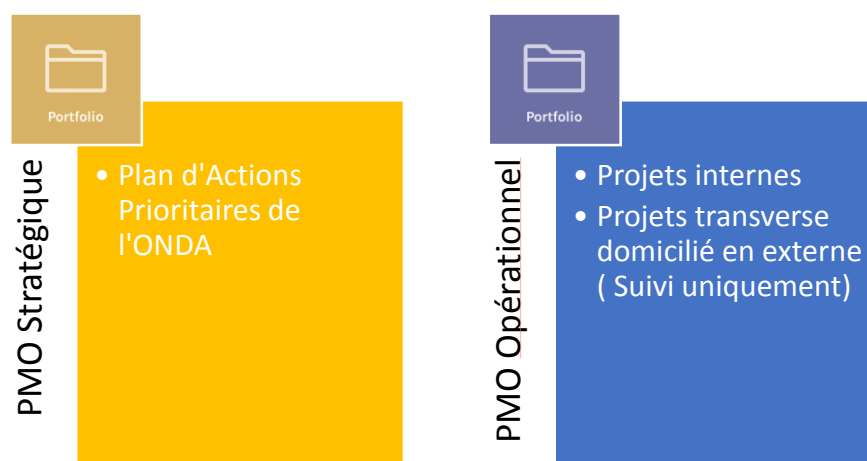 Portfolio
PMO Stratégique
• Plan d'Actions
Prioritaires de
l'ONDA
Portfolio
PMO Opérationnel
• Projets internes
• Projets transverse
domicilié en externe
( Suivi uniquement)